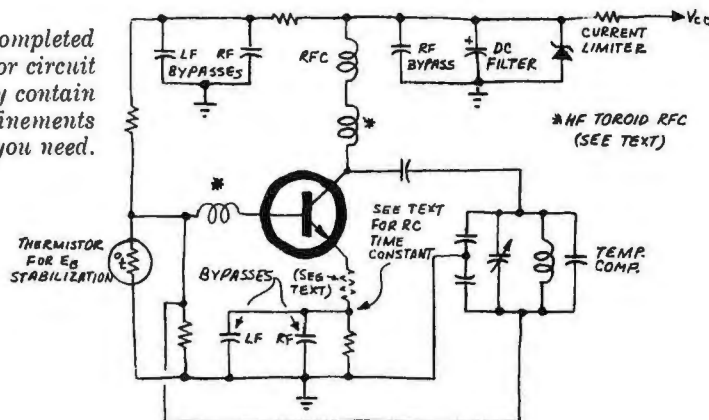 ompleted
or circuit
y contain
inements
you need.
LF
RF
BYPASSES
RFC
RF
BYPASS
+
DC
FILTER
CURRENT
LIMITER
Vcc
*
*HF TOROID RFC
(SEE TEXT)
*
THERMISTOR
FOR EB
STABILIZATION
t
SEE TEXT
FOR RC
TIME
CONSTANT
BYPASSES
(SEE
TEXT)
LF
RF
TEMP.
COMP.